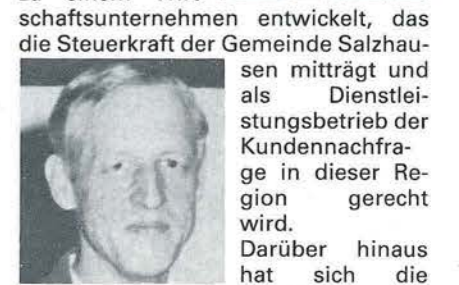 schaftsunternehmen entwickelt, das
die Steuerkraft der Gemeinde Salzhau-
sen mitträgt und
als Dienstlei-
stungsbetrieb der
Kundennachfra-
ge in dieser Re-
gion gerecht
wird.
Darüber hinaus
hat sich die